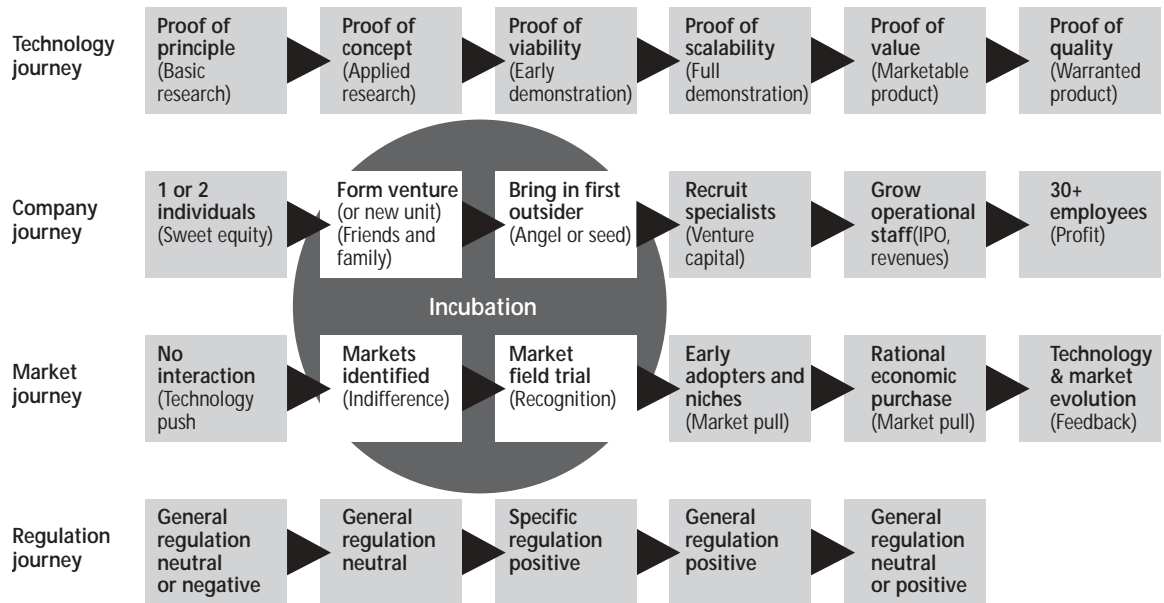 Technology
journey
Proof of
principle
(Basic
research)
Proof of
concept
(Applied
research)
Proof of
viability
(Early
demonstration)
Proof of
scalability
(Full
demonstration)
Proof of
value
(Marketable
product)
Proof of
quality
(Warranted
product)
Company
journey
1 or 2
individuals
(Sweet equity)
Form venture
(or new unit)
(Friends and
family)
Bring in first
outsider
(Angel or seed)
Recruit
specialists
(Venture
capital)
Grow
operational
staff(IPO,
revenues)
30+
employees
(Profit)
Incubation
Market
journey
No
interaction
(Technology
push
Markets
identified
(Indifference)
Market
field trial
(Recognition)
Early
adopters and
niches
(Market pull)
Rational
economic
purchase
(Market pull)
Technology
& market
evolution
(Feedback)
Regulation
journey
General
regulation
neutral
or negative
General
regulation
neutral
Specific
regulation
positive
General
regulation
positive
General
regulation
neutral
or positive